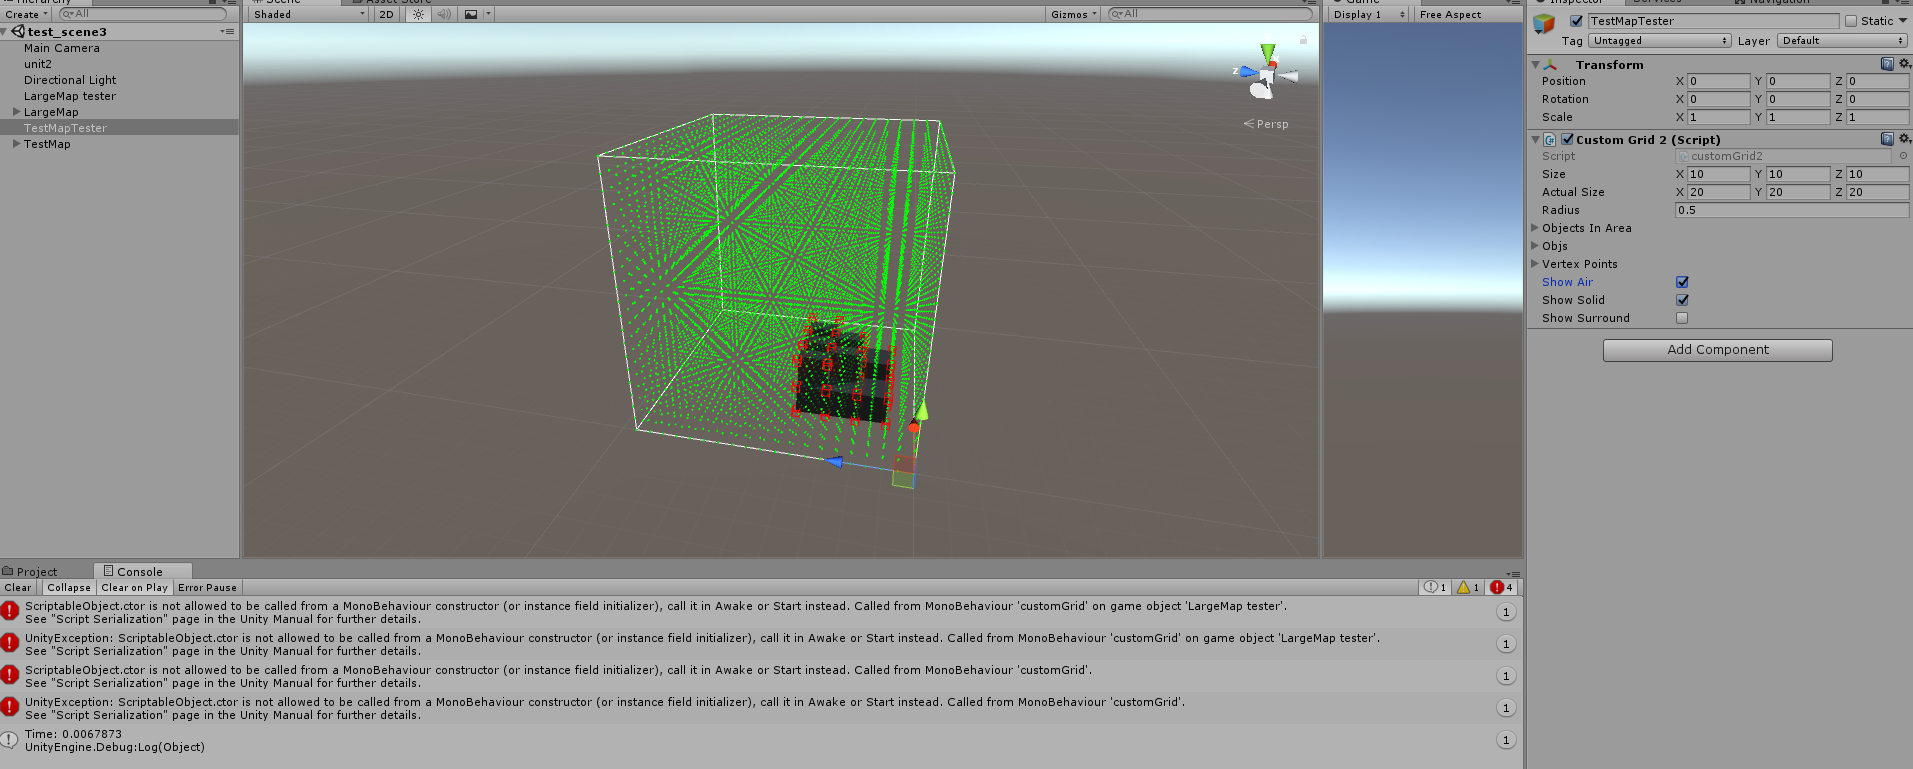 Hierarchy
Create
All
test_scene3
Main Camera
unit2
Directional Light
LargeMap tester
LargeMap
TestMapTester
TestMap
Scene
Asset Store
Shaded
2D
Gizmos
All
z
Persp
Game
Display 1
Free Aspect
Inspector
Services
Navigation
TestMapTester
Static
Tag Untagged Layer Default
Transform
Position X 0 Y 0 Z 0
Rotation X 0 Y 0 Z 0
Scale X 1 Y 1 Z 1
Custom Grid 2 (Script)
Script customGrid2
Size X 10 Y 10 Z 10
Actual Size X 20 Y 20 Z 20
Radius 0.5
Objects In Area
Objs
Vertex Points
Show Air
Show Solid
Show Surround
Add Component
Project
Console
Clear Collapse Clear on Play Error Pause 1 1 4
ScriptableObject.ctor is not allowed to be called from a MonoBehaviour constructor (or instance field initializer), call it in Awake or Start instead. Called from MonoBehaviour 'customGrid' on game object 'LargeMap tester'.
See "Script Serialization" page in the Unity Manual for further details.
1
UnityException: ScriptableObject.ctor is not allowed to be called from a MonoBehaviour constructor (or instance field initializer), call it in Awake or Start instead. Called from MonoBehaviour 'customGrid' on game object 'LargeMap tester'.
See "Script Serialization" page in the Unity Manual for further details.
1
ScriptableObject.ctor is not allowed to be called from a MonoBehaviour constructor (or instance field initializer), call it in Awake or Start instead. Called from MonoBehaviour 'customGrid'.
See "Script Serialization" page in the Unity Manual for further details.
1
UnityException: ScriptableObject.ctor is not allowed to be called from a MonoBehaviour constructor (or instance field initializer), call it in Awake or Start instead. Called from MonoBehaviour 'customGrid'.
See "Script Serialization" page in the Unity Manual for further details.
1
Time: 0.0067873
UnityEngine.Debug:Log(Object)
1